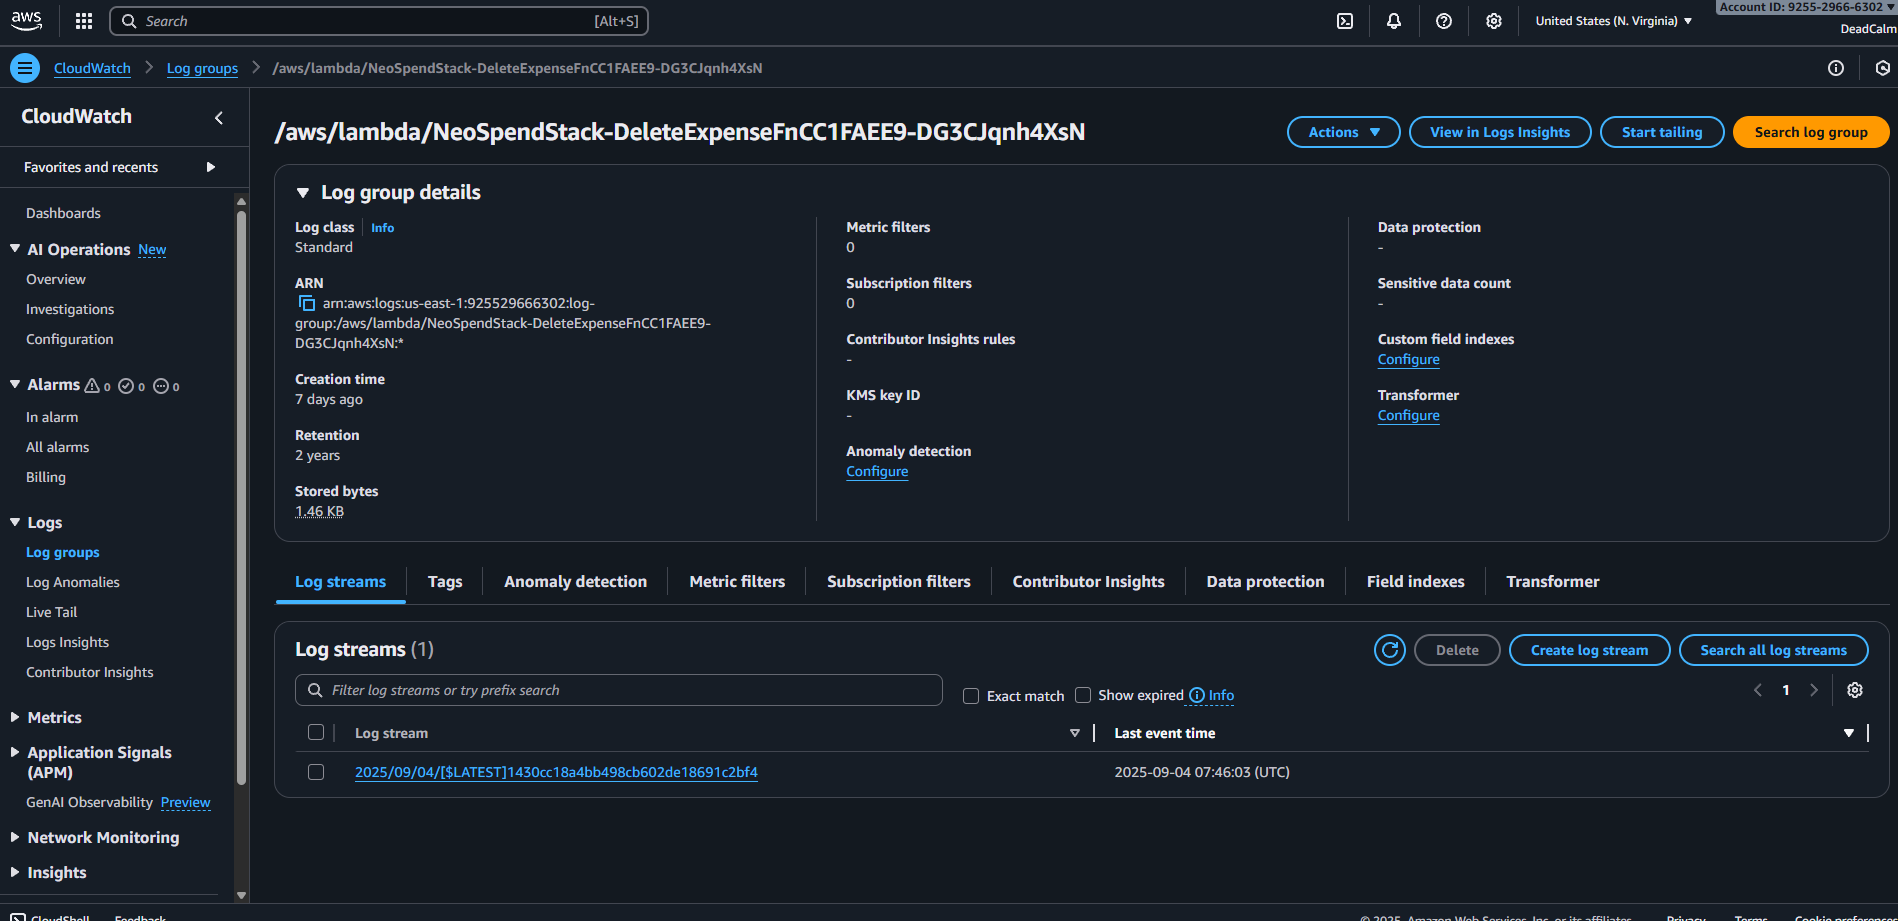 aws
Search
[Alt+S]
United States (N. Virginia)
Account ID: 9255-2966-6302
DeadCalm
CloudWatch
Log groups
/aws/lambda/NeoSpendStack-DeleteExpenseFnCC1FAEE9-DG3CJqnh4XsN
CloudWatch
Favorites and recents
Dashboards
AI Operations New
Overview
Investigations
Configuration
Alarms 0 0 0
In alarm
All alarms
Billing
Logs
Log groups
Log Anomalies
Live Tail
Logs Insights
Contributor Insights
Metrics
Application Signals
(APM)
GenAI Observability Preview
Network Monitoring
Insights
/aws/lambda/NeoSpendStack-DeleteExpenseFnCC1FAEE9-DG3CJqnh4XsN
Actions
View in Logs Insights
Start tailing
Search log group
Log group details
Log class Info
Standard
ARN
arn:aws:logs:us-east-1:925529666302:log-
group:/aws/lambda/NeoSpendStack-DeleteExpenseFnCC1FAEE9-
DG3CJqnh4XsN:*
Creation time
7 days ago
Retention
2 years
Stored bytes
1.46 KB
Metric filters
0
Subscription filters
0
Contributor Insights rules
-
KMS key ID
-
Anomaly detection
Configure
Data protection
-
Sensitive data count
-
Custom field indexes
Configure
Transformer
Configure
Log streams
Tags
Anomaly detection
Metric filters
Subscription filters
Contributor Insights
Data protection
Field indexes
Transformer
Log streams (1)
Delete
Create log stream
Search all log streams
Filter log streams or try prefix search
Exact match
Show expired Info
1
Log stream
Last event time
2025/09/04/[$LATEST]1430cc18a4bb498cb602de18691c2bf4
2025-09-04 07:46:03 (UTC)
CloudShell
Feedback
© 2025, Amazon Web Services, Inc. or its affiliates.
Privacy
Terms
Cookie preferences